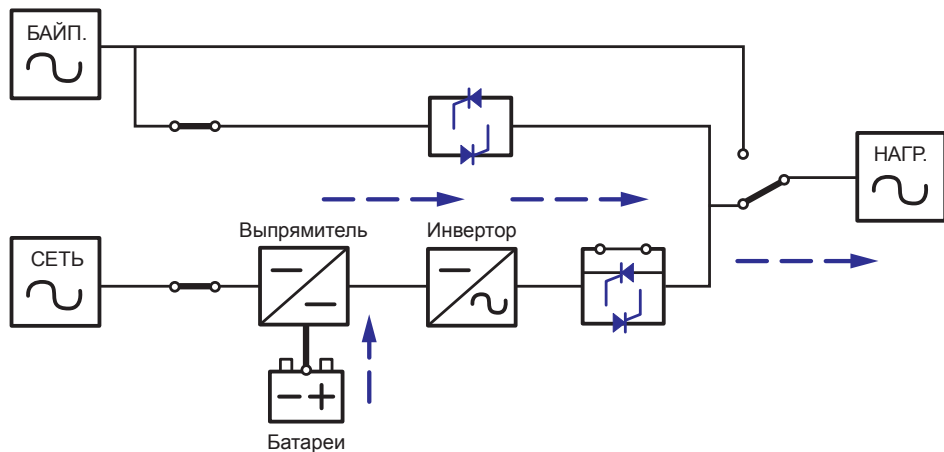 БАЙП.
НАГР.
Выпрямитель
Инвертор
СЕТЬ
Батареи